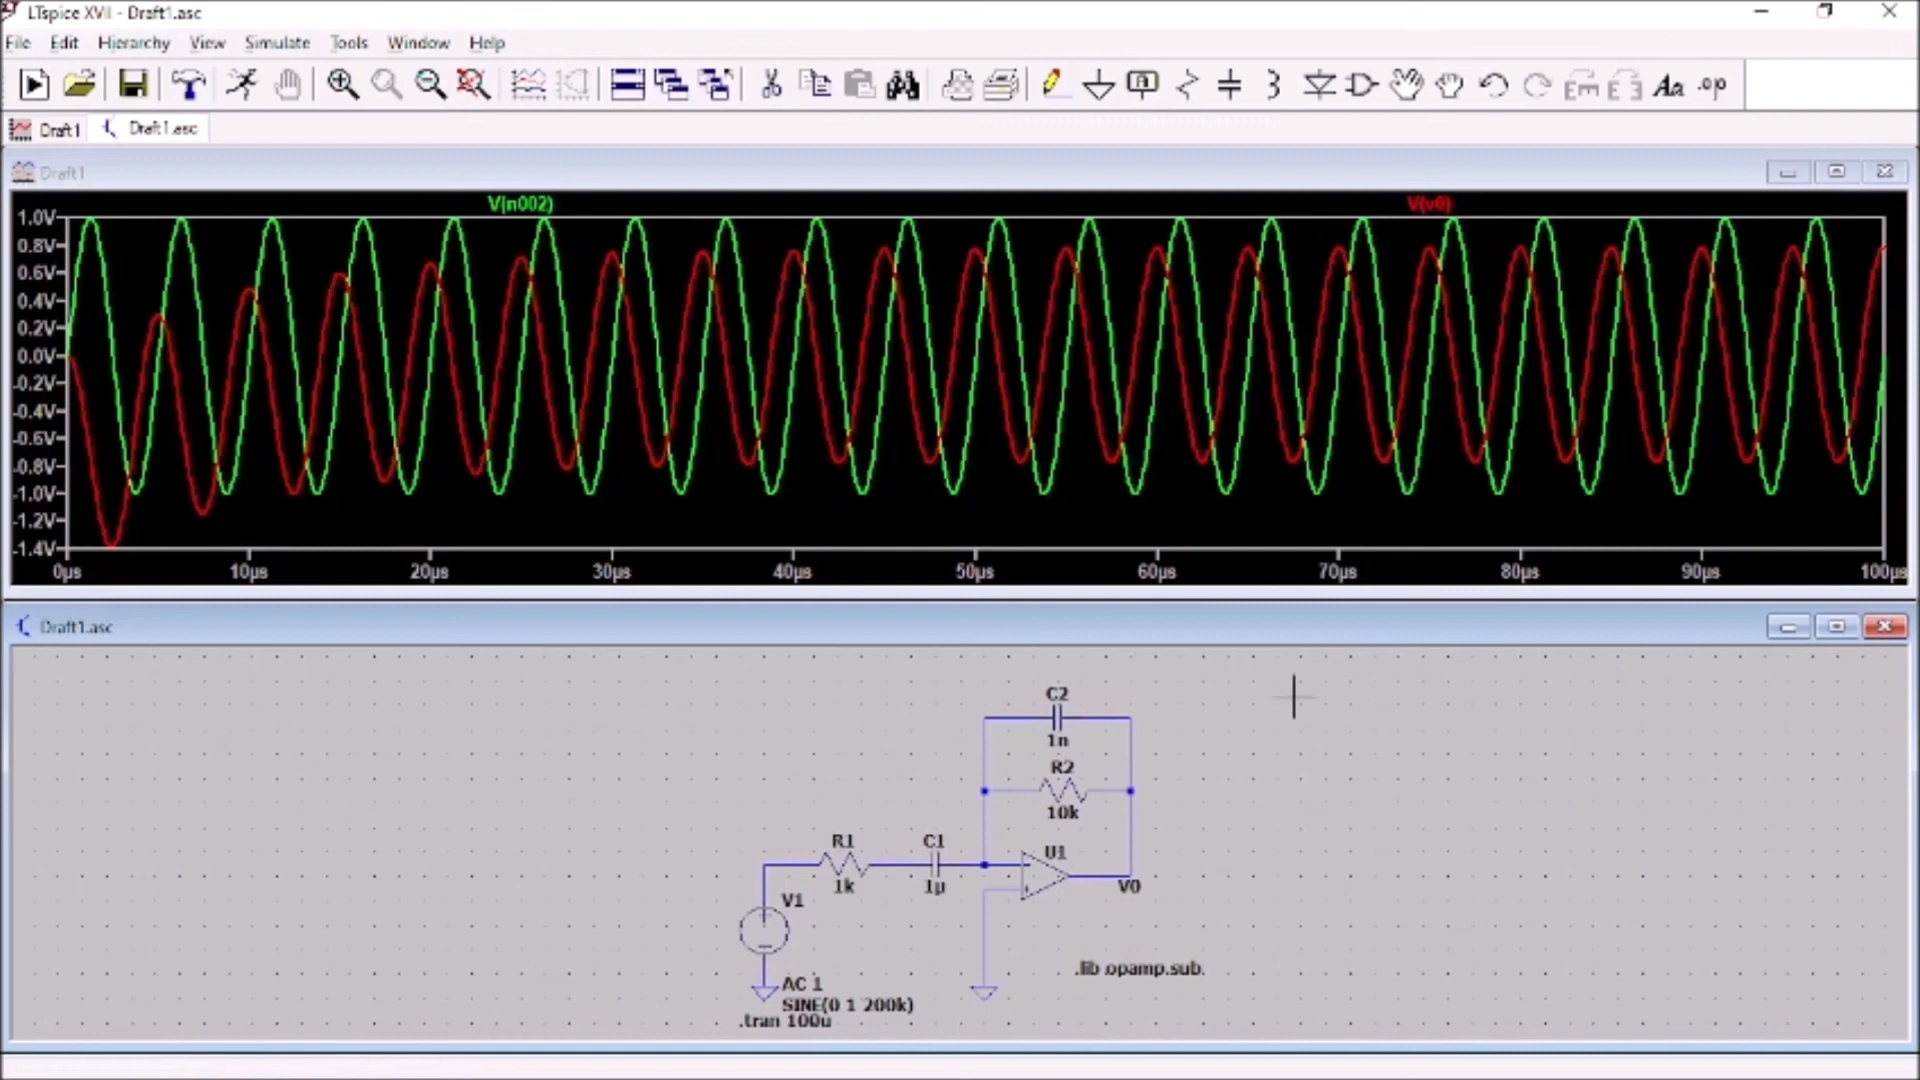 LTspice XVII - Draft1.asc
File Edit Hierarchy View Simulate Tools Window Help
Aa .op
Draft1 Draft1.asc
Draft1
V(n002) V(v0)
1.0V
0.8V
0.6V
0.4V
0.2V
0.0V
-0.2V
-0.4V
-0.6V
-0.8V
-1.0V
-1.2V
-1.4V
0µs 10µs 20µs 30µs 40µs 50µs 60µs 70µs 80µs 90µs 100µs
Draft1.asc
C2
1n
R2
10k
R1 C1 U1
1k 1µ V0
V1
.lib opamp.sub
AC 1
SINE(0 1 200k)
.tran 100u